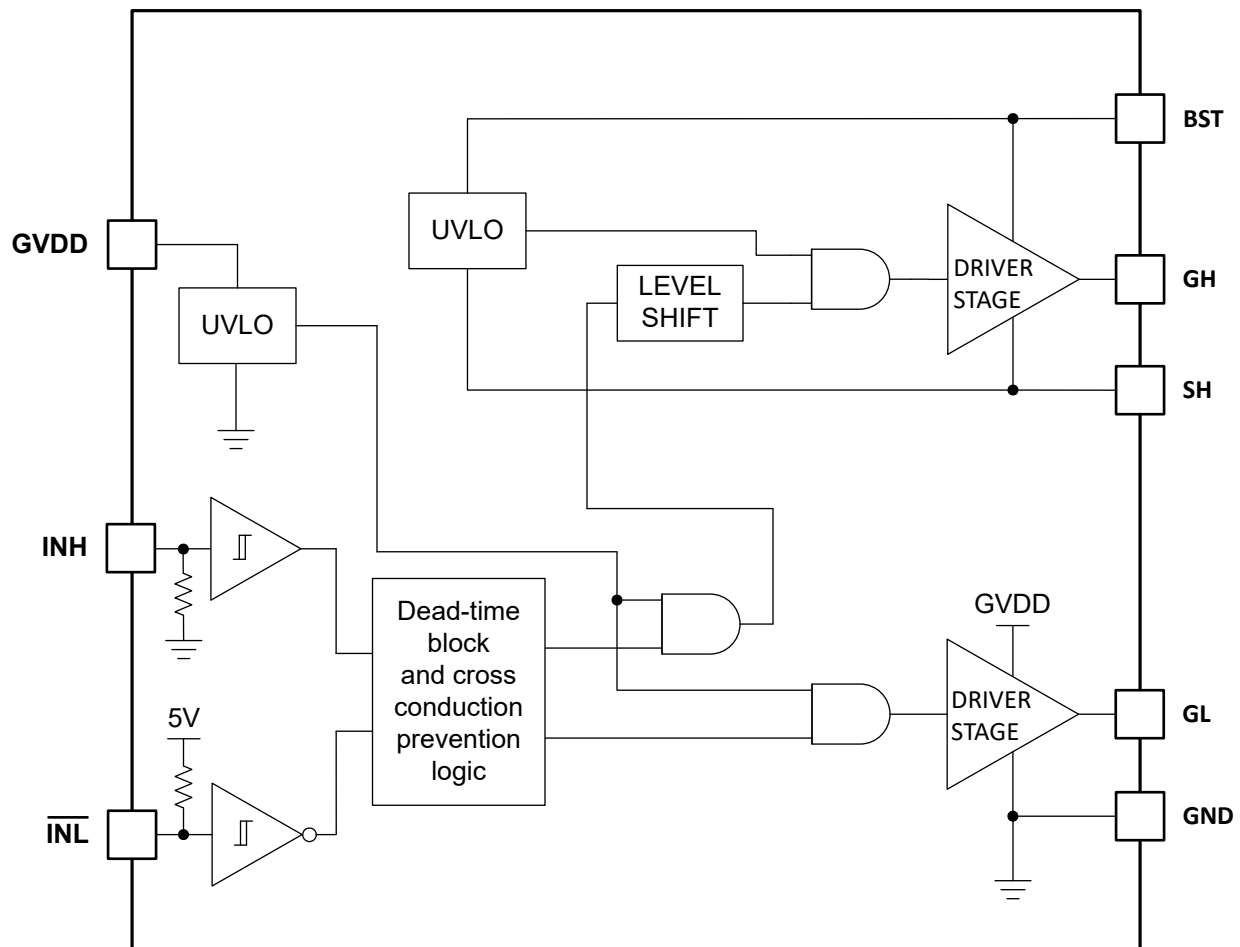 BST
UVLO
GVDD
DRIVER
STAGE
GH
LEVEL
SHIFT
UVLO
SH
INH
Dead-time
block
and cross
conduction
prevention
logic
GVDD
5V
DRIVER
STAGE
GL
INL
GND